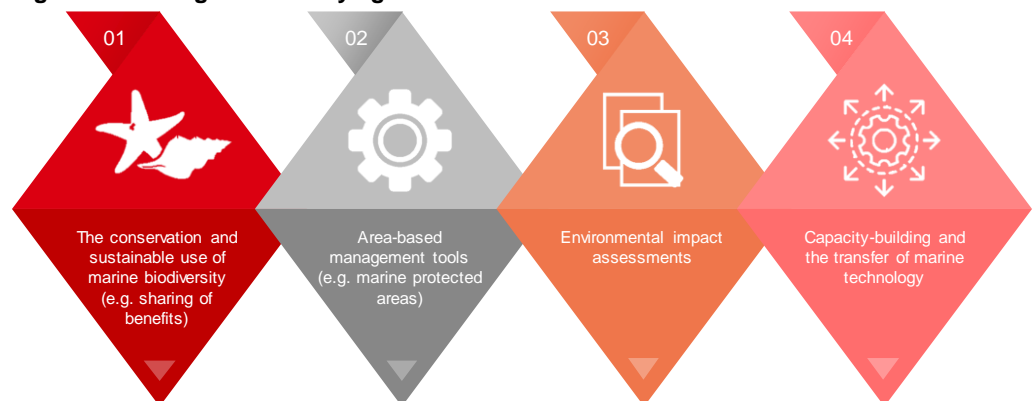 01
02
03
04
The conservation and
sustainable use of
marine biodiversity
(e.g. sharing of
benefits)
Area-based
management tools
(e.g. marine protected
areas)
Environmental impact
assessments
Capacity-building and
the transfer of marine
technology